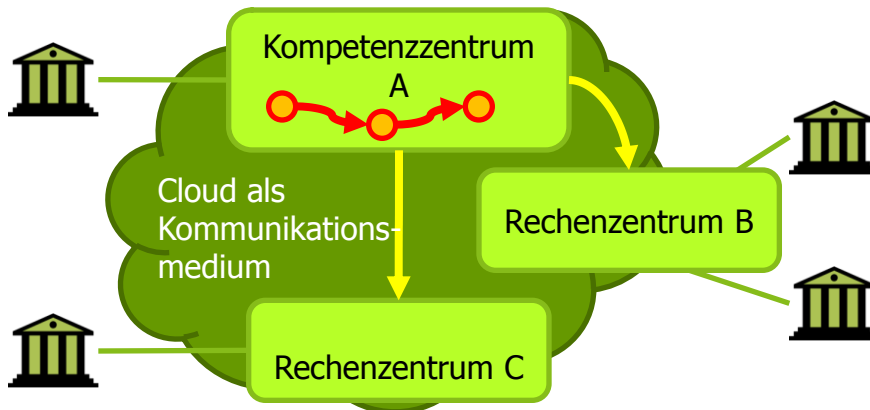 Kompetenzzentrum
A
Cloud als
Kommunikations-
medium
Rechenzentrum B
Rechenzentrum C